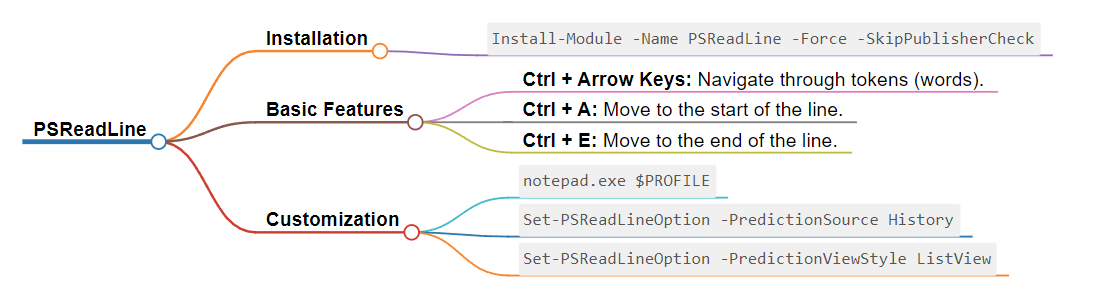 PSReadLine
Installation
Install-Module -Name PSReadLine -Force -SkipPublisherCheck
Basic Features
Ctrl + Arrow Keys: Navigate through tokens (words).
Ctrl + A: Move to the start of the line.
Ctrl + E: Move to the end of the line.
Customization
notepad.exe $PROFILE
Set-PSReadLineOption -PredictionSource History
Set-PSReadLineOption -PredictionViewStyle ListView